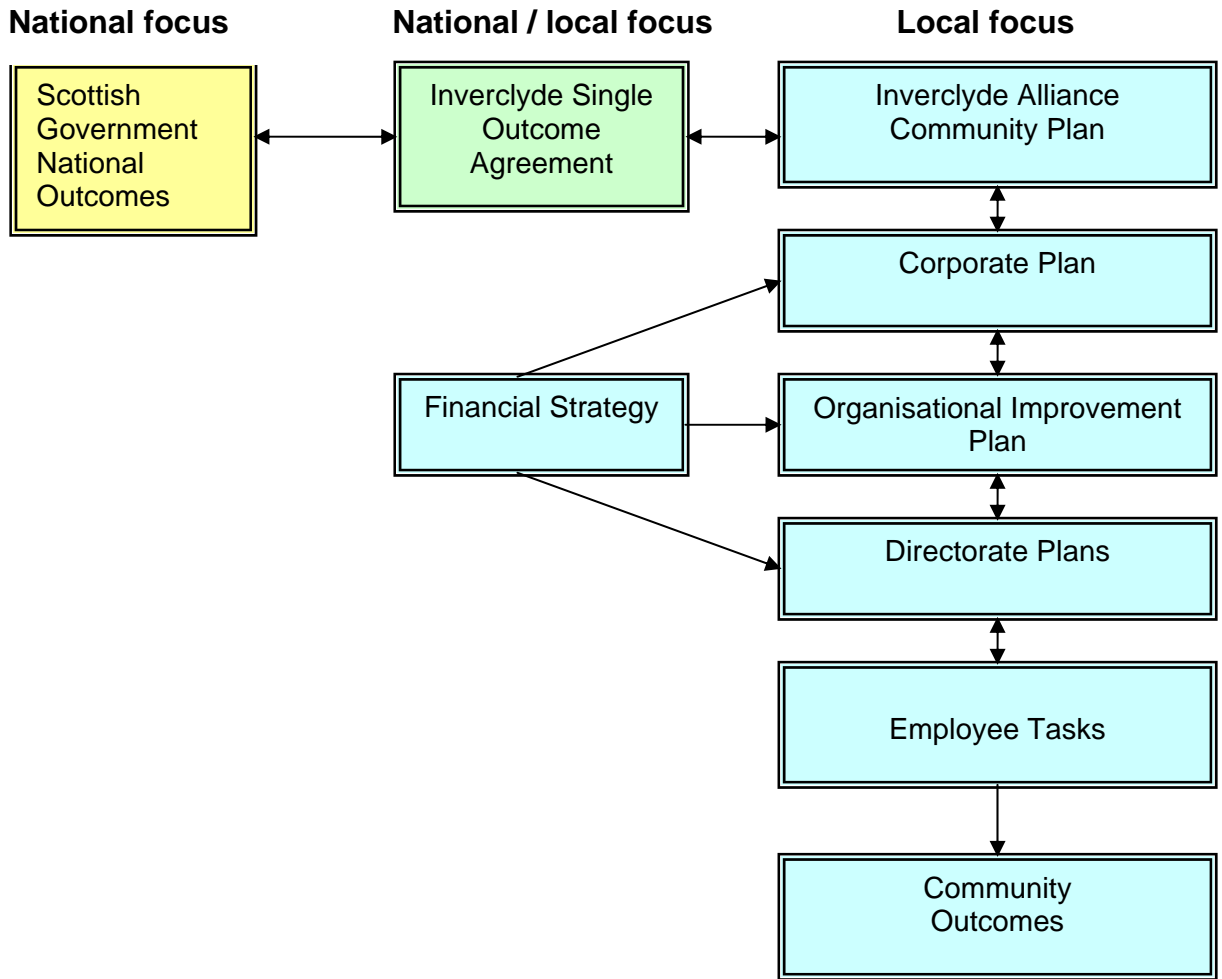 National focus
National / local focus
Local focus
Scottish
Government
National
Outcomes
Inverclyde Single
Outcome
Agreement
Inverclyde Alliance
Community Plan
Corporate Plan
Financial Strategy
Organisational Improvement
Plan
Directorate Plans
Employee Tasks
Community
Outcomes